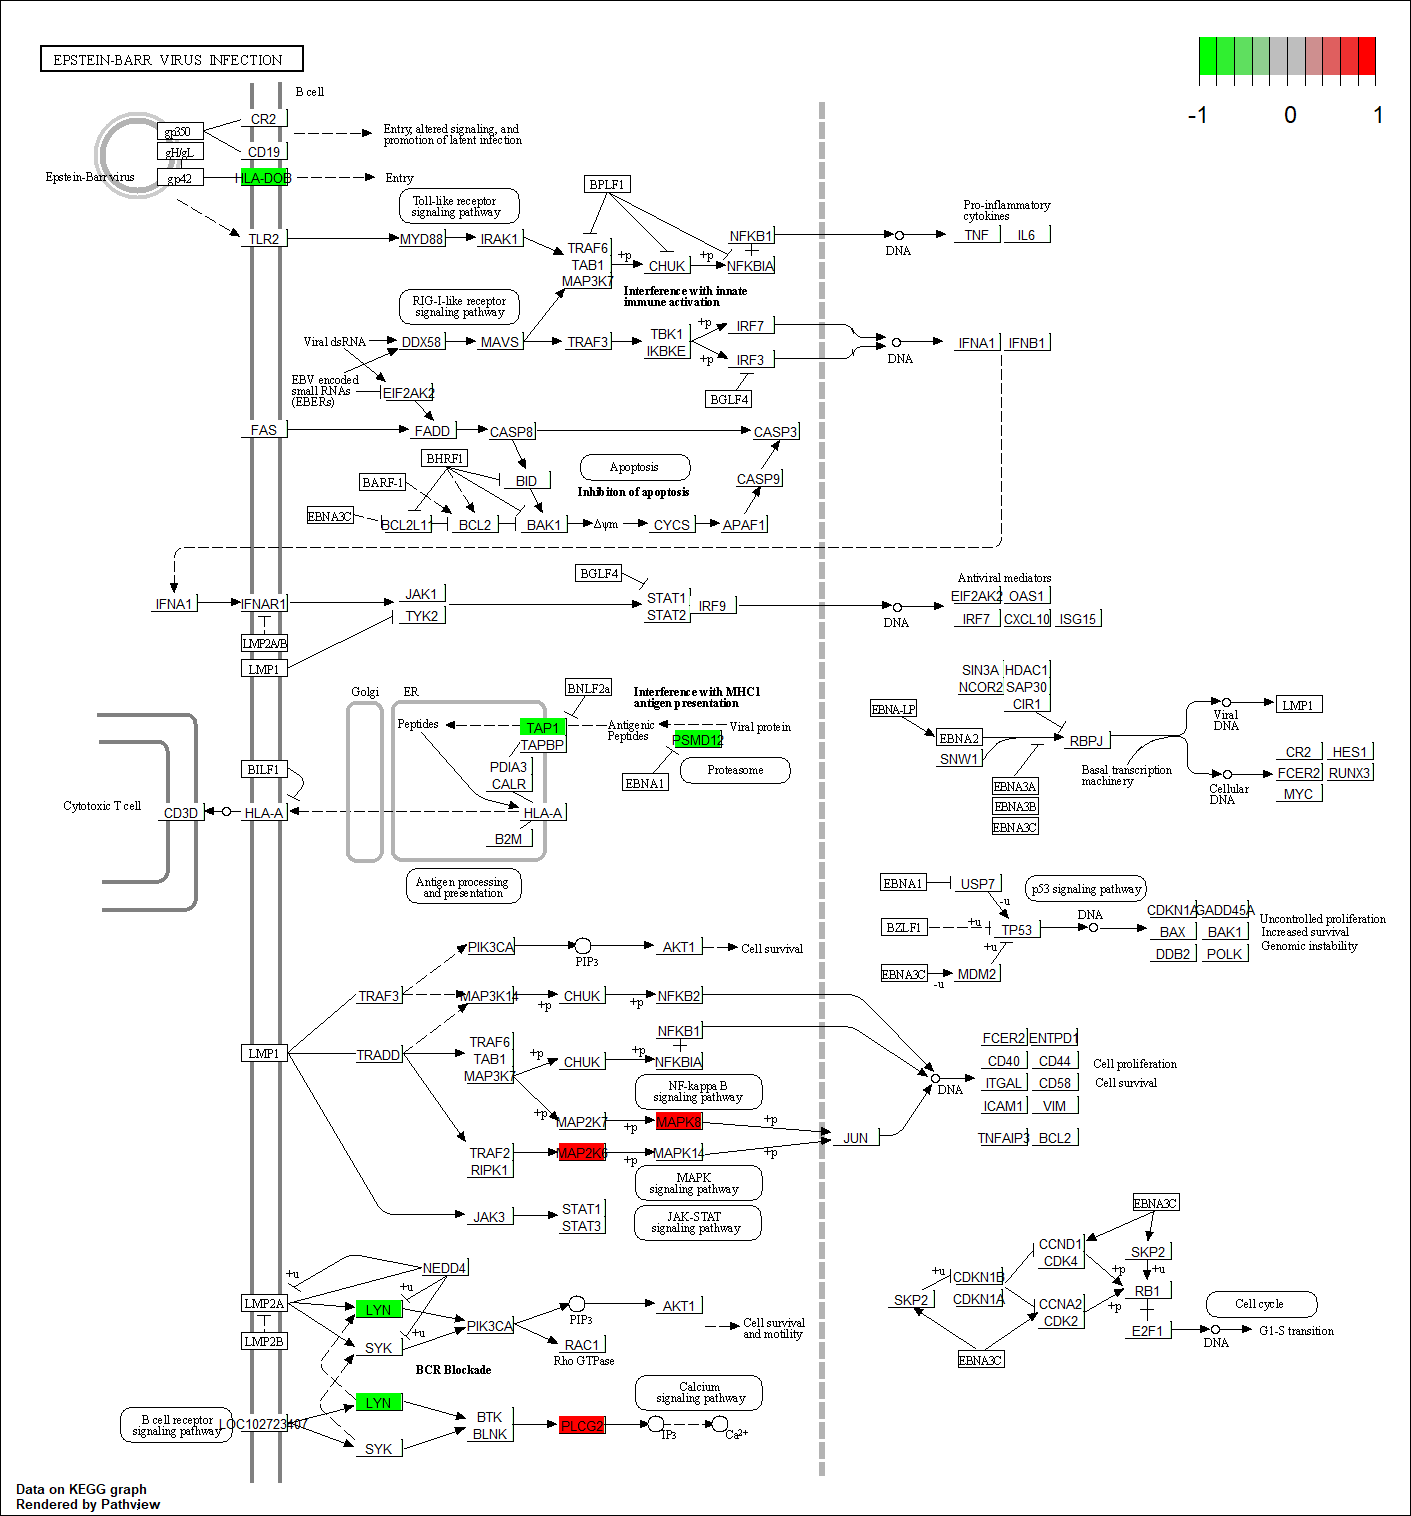 EPSTEIN-BARR VIRUS INFECTION
-1 0 1
B cell
CR2
gp350
Entry, altered signaling, and
promotion of latent infection
gH/gL
CD19
Epstein-Barr virus
gp42
HLA-DOB
Entry
BPLF1
Toll-like receptor
signaling pathway
Pro-inflammatory
cytokines
TLR2
MYD88
IRAK1
TRAF6
TAB1
MAP3K7
+p
CHUK
+p
NFKB1
NFKBIA
DNA
TNF
IL6
Interference with innate
immune activation
RIG-I-like receptor
signaling pathway
Viral dsRNA
DDX58
MAVS
TRAF3
TBK1
IKBKE
+p
+p
IRF7
IRF3
DNA
IFNA1
IFNB1
EBV encoded
small RNAs
(EBERs)
EIF2AK2
BGLF4
FAS
FADD
CASP8
CASP3
BHRF1
Apoptosis
BARF-1
BID
CASP9
Inhibiton of apoptosis
EBNA3C
BCL2L11
BCL2
BAK1
Δψm
CYCS
APAF1
BGLF4
Antiviral mediators
IFNA1
IFNAR1
JAK1
TYK2
STAT1
STAT2
IRF9
DNA
EIF2AK2
OAS1
IRF7
CXCL10
ISG15
LMP2A/B
LMP1
SIN3A
HDAC1
NCOR2
SAP30
CIR1
Golgi
ER
BNLF2a
Interference with MHC1
antigen presentation
Peptides
TAP1
TAPBP
Antigenic
Peptides
Viral protein
PSMD12
EBNA-LP
EBNA2
SNW1
RBPJ
Viral
DNA
LMP1
BILF1
PDIA3
CALR
EBNA1
Proteasome
Basal transcription
machinery
EBNA3A
EBNA3B
EBNA3C
Cellular
DNA
CR2
HES1
FCER2
RUNX3
MYC
Cytotoxic T cell
CD3D
HLA-A
HLA-A
B2M
Antigen processing
and presentation
EBNA1
USP7
p53 signaling pathway
-u
BZLF1
+u
TP53
+u
DNA
CDKN1A
GADD45A
BAX
BAK1
DDB2
POLK
Uncontrolled proliferation
Increased survival
Genomic instability
EBNA3C
-u
MDM2
PIK3CA
PIP3
AKT1
Cell survival
TRAF3
MAP3K14
+p
CHUK
+p
NFKB2
LMP1
TRADD
TRAF6
TAB1
MAP3K7
+p
CHUK
+p
NFKB1
NFKBIA
NF-kappa B
signaling pathway
DNA
FCER2
ENTPD1
CD40
CD44
ITGAL
CD58
ICAM1
VIM
TNFAIP3
BCL2
Cell proliferation
Cell survival
+p
MAP2K7
+p
MAPK8
+p
JUN
TRAF2
RIPK1
MAP2K6
+p
MAPK14
+p
MAPK
signaling pathway
JAK3
STAT1
STAT3
JAK-STAT
signaling pathway
EBNA3C
NEDD4
+u
+u
LMP2A
LYN
+u
SYK
PIK3CA
PIP3
AKT1
RAC1
Rho GTPase
Cell survival
and motility
LMP2B
BCR Blockade
CCND1
CDK4
SKP2
+u
+p
+u
CDKN1B
CDKN1A
SKP2
CCNA2
CDK2
+p
RB1
E2F1
Cell cycle
DNA
G1-S transition
EBNA3C
B cell receptor
signaling pathway
LOC102723407
LYN
SYK
BTK
BLNK
PLCG2
IP3
Ca2+
Calcium
signaling pathway
Data on KEGG graph
Rendered by Pathview